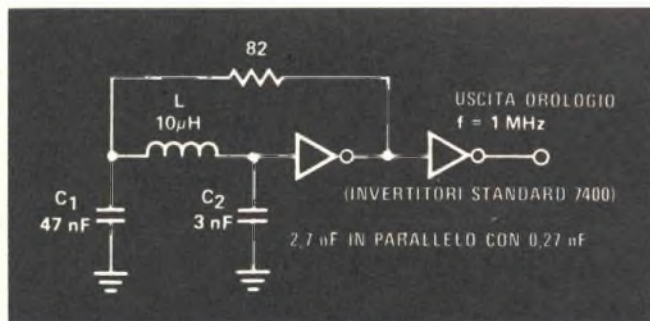 82
L
10µH
USCITA OROLOGIO
f = 1 MHz
C1
47 nF
C2
3 nF
(INVERTITORI STANDARD 7400)
2,7 nF IN PARALLELO CON 0,27 nF